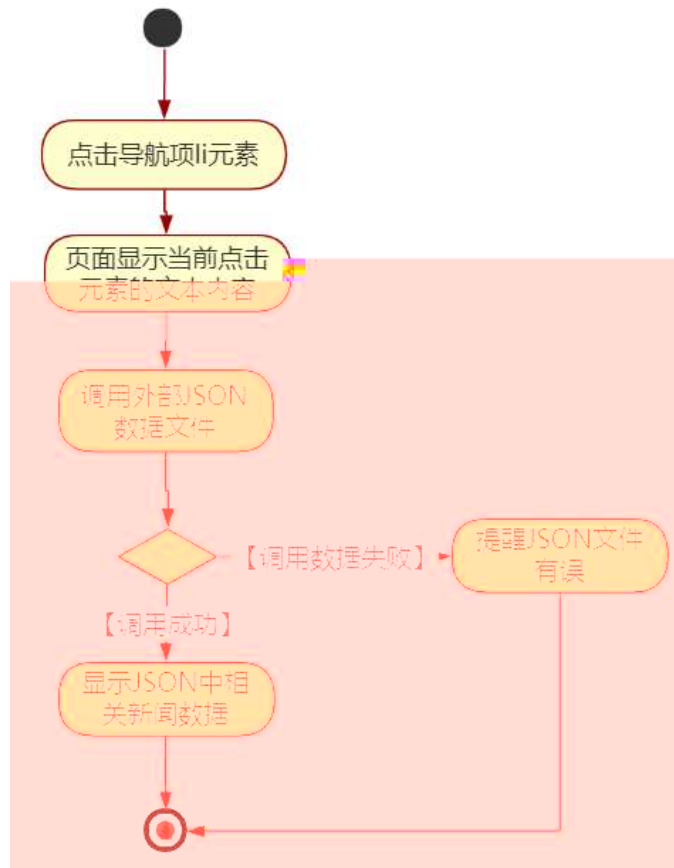 点击导航项li元素
页面显示当前点击
元素的文本内容
调用外部JSON
数据文件
【调用数据失败】
提醒JSON文件
有误
【调用成功】
显示JSON中相
关新闻数据